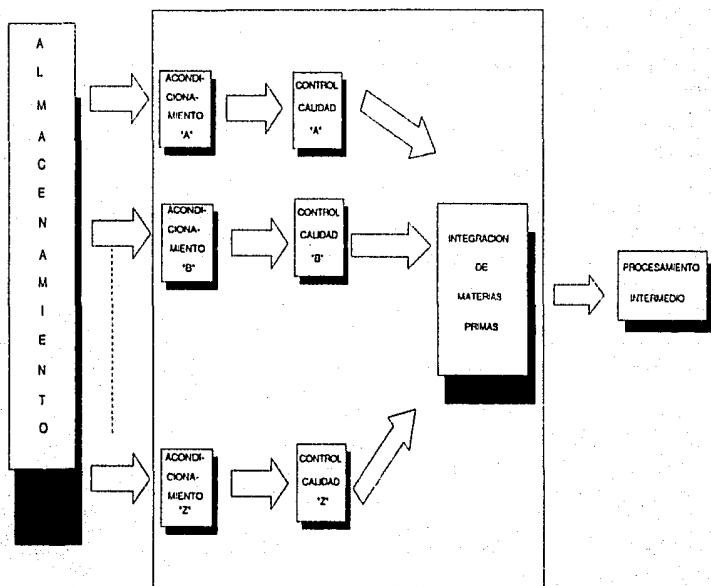 ALMACENAMIENTO
ACONDI-
CIONA-
MIENTO
"A"
CONTROL
CALIDAD
"A"
ACONDI-
CIONA-
MIENTO
"B"
CONTROL
CALIDAD
"B"
INTEGRACION
DE
MATERIAS
PRIMAS
PROCESAMIENTO
INTERMEDIO
ACONDI-
CIONA-
MIENTO
"Z"
CONTROL
CALIDAD
"Z"